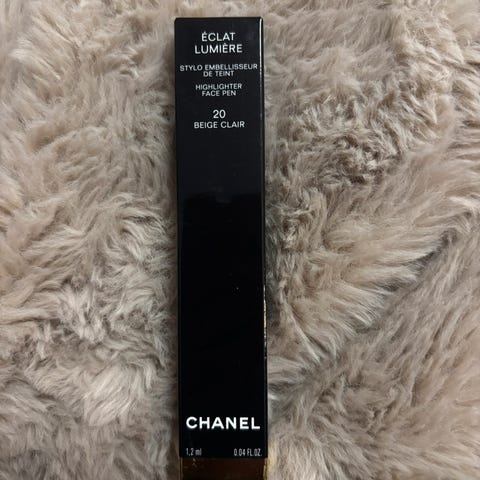 ÉCLAT
LUMIÈRE
STYLO EMBELLISSEUR
DE TEINT
HIGHLIGHTER
FACE PEN
20
BEIGE CLAIR
CHANEL
1,2 ml 0.04 FL.OZ.